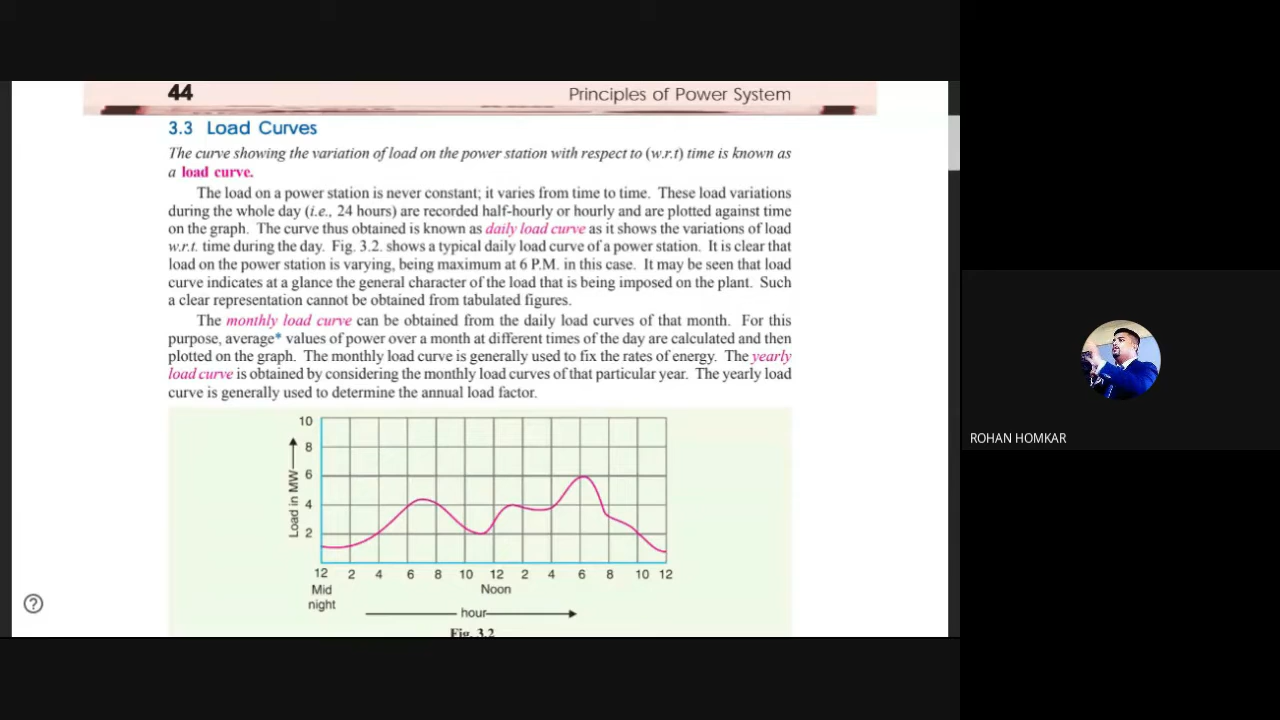 44
Principles of Power System
3.3 Load Curves
The curve showing the variation of load on the power station with respect to (w.r.t) time is known as
a load curve.
The load on a power station is never constant; it varies from time to time. These load variations
during the whole day (i.e., 24 hours) are recorded half-hourly or hourly and are plotted against time
on the graph. The curve thus obtained is known as daily load curve as it shows the variations of load
w.r.t. time during the day. Fig. 3.2. shows a typical daily load curve of a power station. It is clear that
load on the power station is varying, being maximum at 6 P.M. in this case. It may be seen that load
curve indicates at a glance the general character of the load that is being imposed on the plant. Such
a clear representation cannot be obtained from tabulated figures.
The monthly load curve can be obtained from the daily load curves of that month. For this
purpose, average* values of power over a month at different times of the day are calculated and then
plotted on the graph. The monthly load curve is generally used to fix the rates of energy. The yearly
load curve is obtained by considering the monthly load curves of that particular year. The yearly load
curve is generally used to determine the annual load factor.
10
8
6
4
2
Load in MW
12 2 4 6 8 10 12 2 4 6 8 10 12
Mid
night
Noon
hour
Fig. 3.2
?
ROHAN HOMKAR